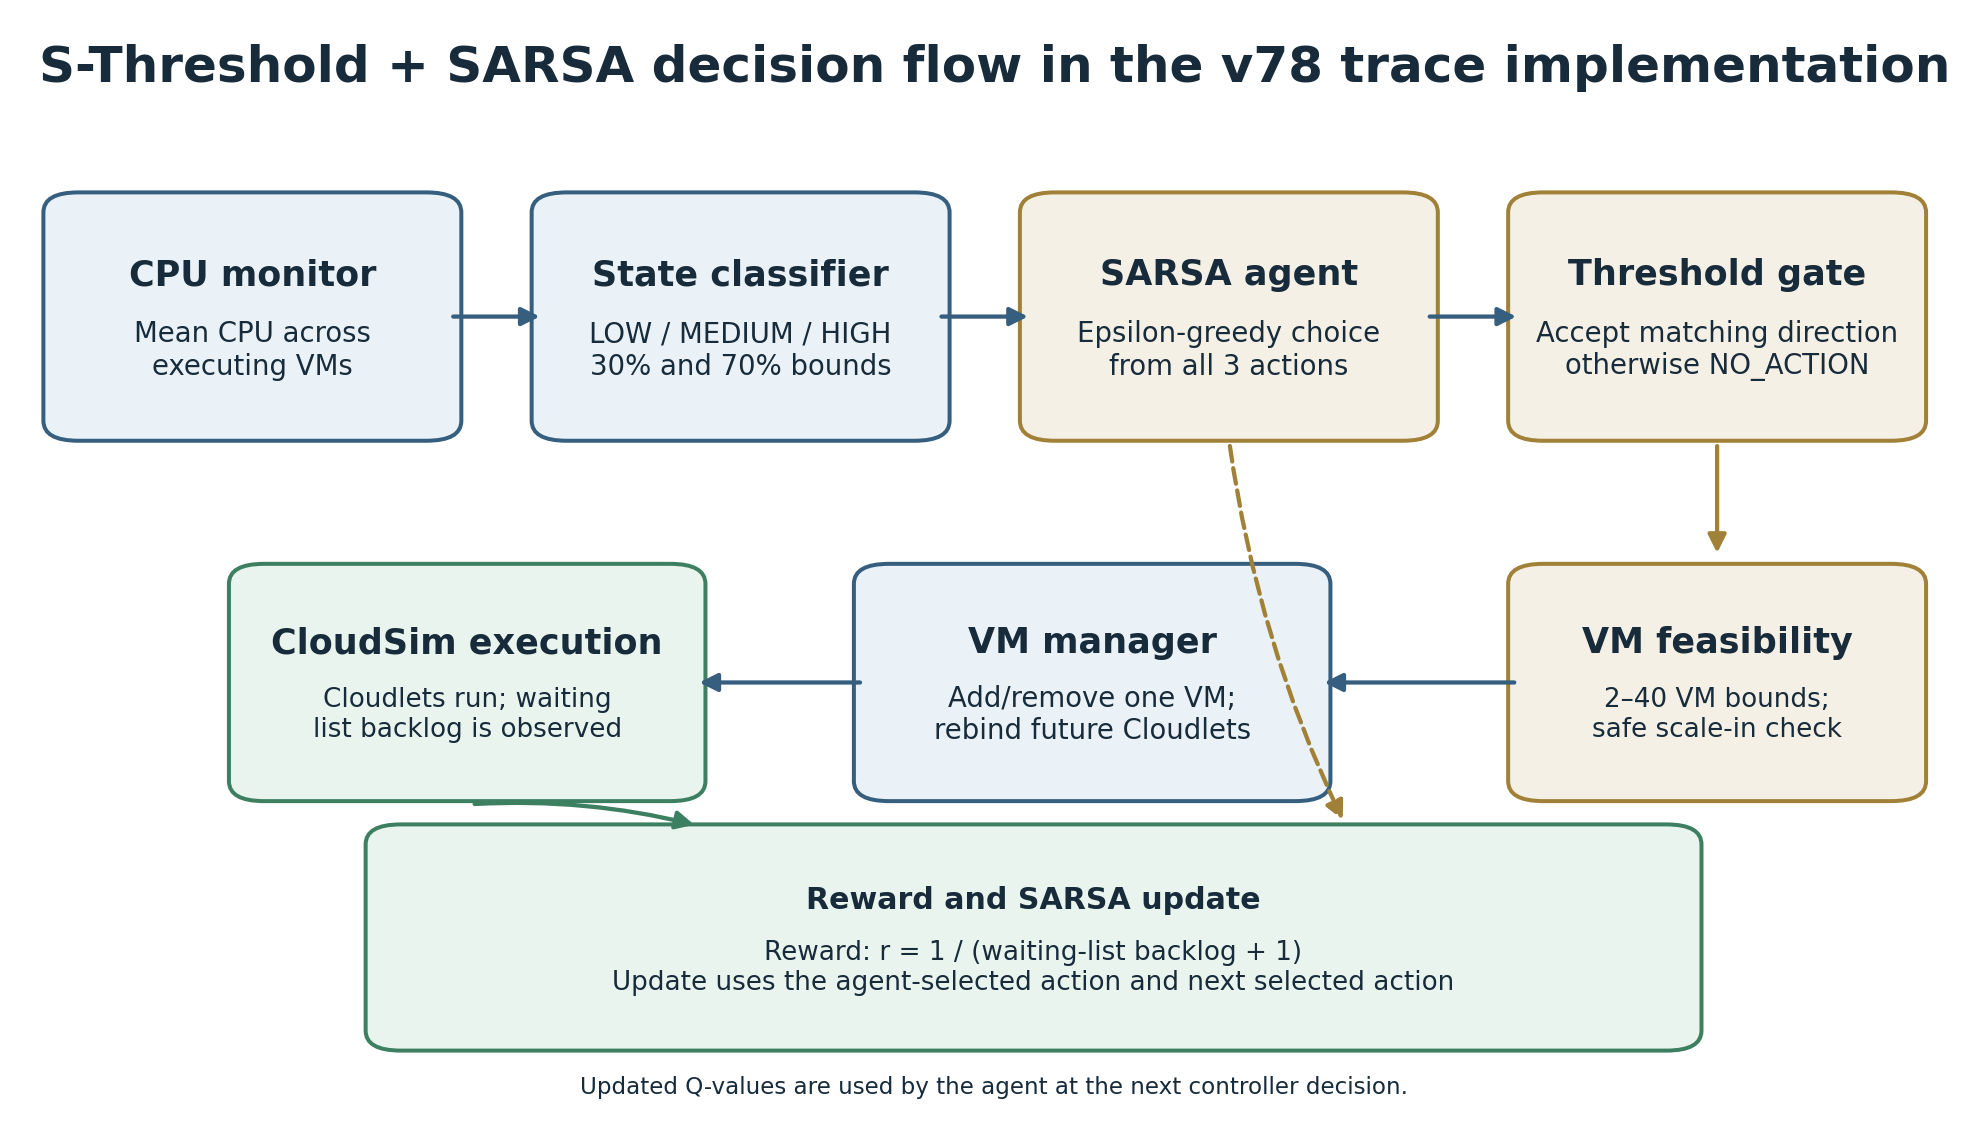 S-Threshold + SARSA decision flow in the v78 trace implementation
CPU monitor
Mean CPU across
executing VMs
State classifier
LOW / MEDIUM / HIGH
30% and 70% bounds
SARSA agent
Epsilon-greedy choice
from all 3 actions
Threshold gate
Accept matching direction
otherwise NO_ACTION
CloudSim execution
Cloudlets run; waiting
list backlog is observed
VM manager
Add/remove one VM;
rebind future Cloudlets
VM feasibility
2–40 VM bounds;
safe scale-in check
Reward and SARSA update
Reward: r = 1 / (waiting-list backlog + 1)
Update uses the agent-selected action and next selected action
Updated Q-values are used by the agent at the next controller decision.